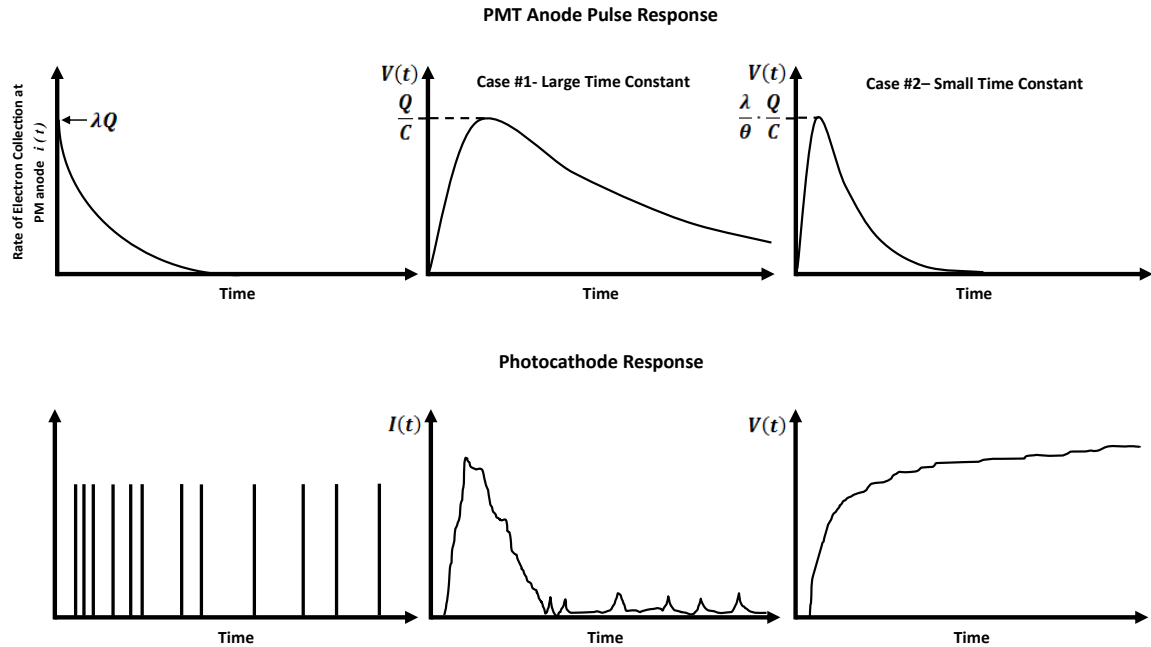 PMT Anode Pulse Response
Rate of Electron Collection at
PM anode i(t)
λQ
Time
V(t)
Q
C
Case #1- Large Time Constant
Time
V(t)
λ/θ · Q/C
Case #2– Small Time Constant
Time
Photocathode Response
Time
I(t)
Time
V(t)
Time